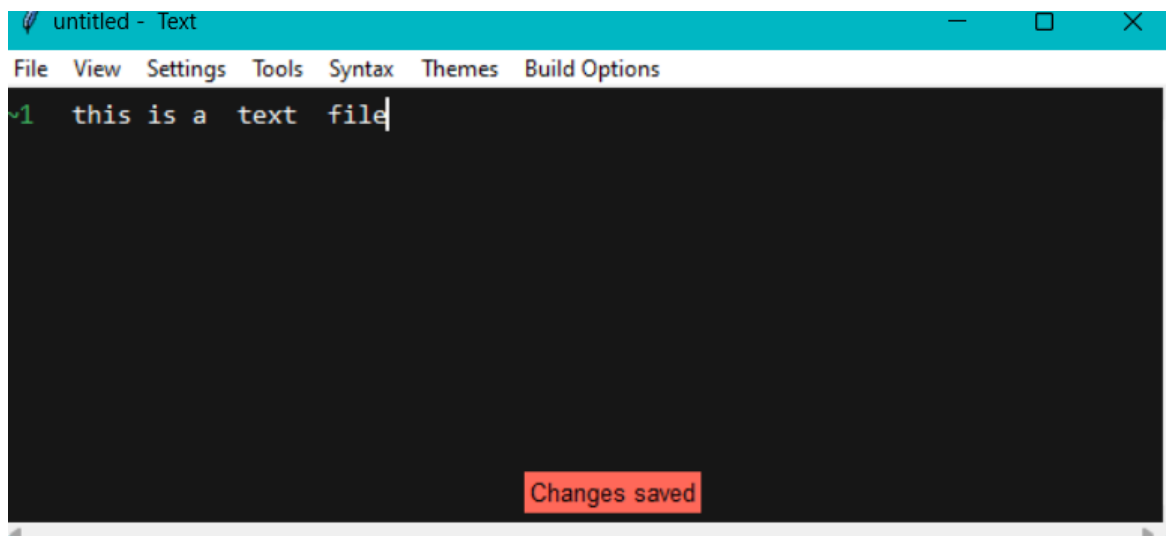 untitled - Text
File View Settings Tools Syntax Themes Build Options
~1 this is a text file
Changes saved